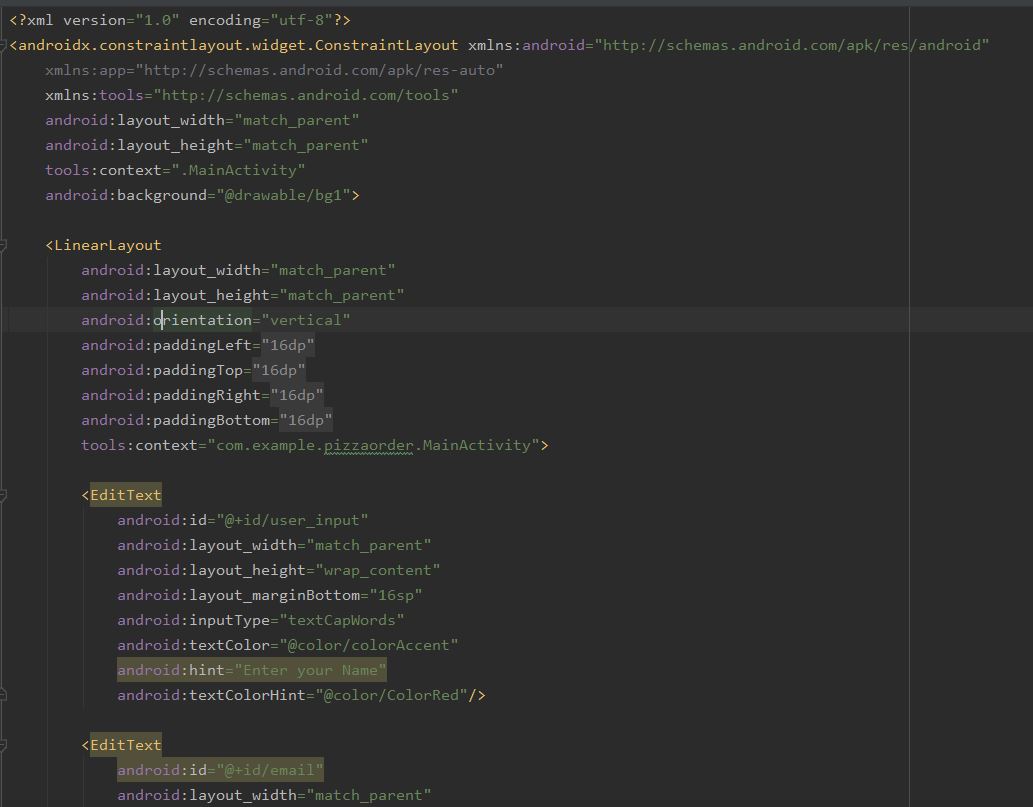 <?xml version="1.0" encoding="utf-8"?>
<androidx.constraintlayout.widget.ConstraintLayout xmlns:android="http://schemas.android.com/apk/res/android"
    xmlns:app="http://schemas.android.com/apk/res-auto"
    xmlns:tools="http://schemas.android.com/tools"
    android:layout_width="match_parent"
    android:layout_height="match_parent"
    tools:context=".MainActivity"
    android:background="@drawable/bg1">

    <LinearLayout
        android:layout_width="match_parent"
        android:layout_height="match_parent"
        android:orientation="vertical"
        android:paddingLeft="16dp"
        android:paddingTop="16dp"
        android:paddingRight="16dp"
        android:paddingBottom="16dp"
        tools:context="com.example.pizzaorder.MainActivity">

        <EditText
            android:id="@+id/user_input"
            android:layout_width="match_parent"
            android:layout_height="wrap_content"
            android:layout_marginBottom="16sp"
            android:inputType="textCapWords"
            android:textColor="@color/colorAccent"
            android:hint="Enter your Name"
            android:textColorHint="@color/ColorRed"/>

        <EditText
            android:id="@+id/email"
            android:layout_width="match_parent"